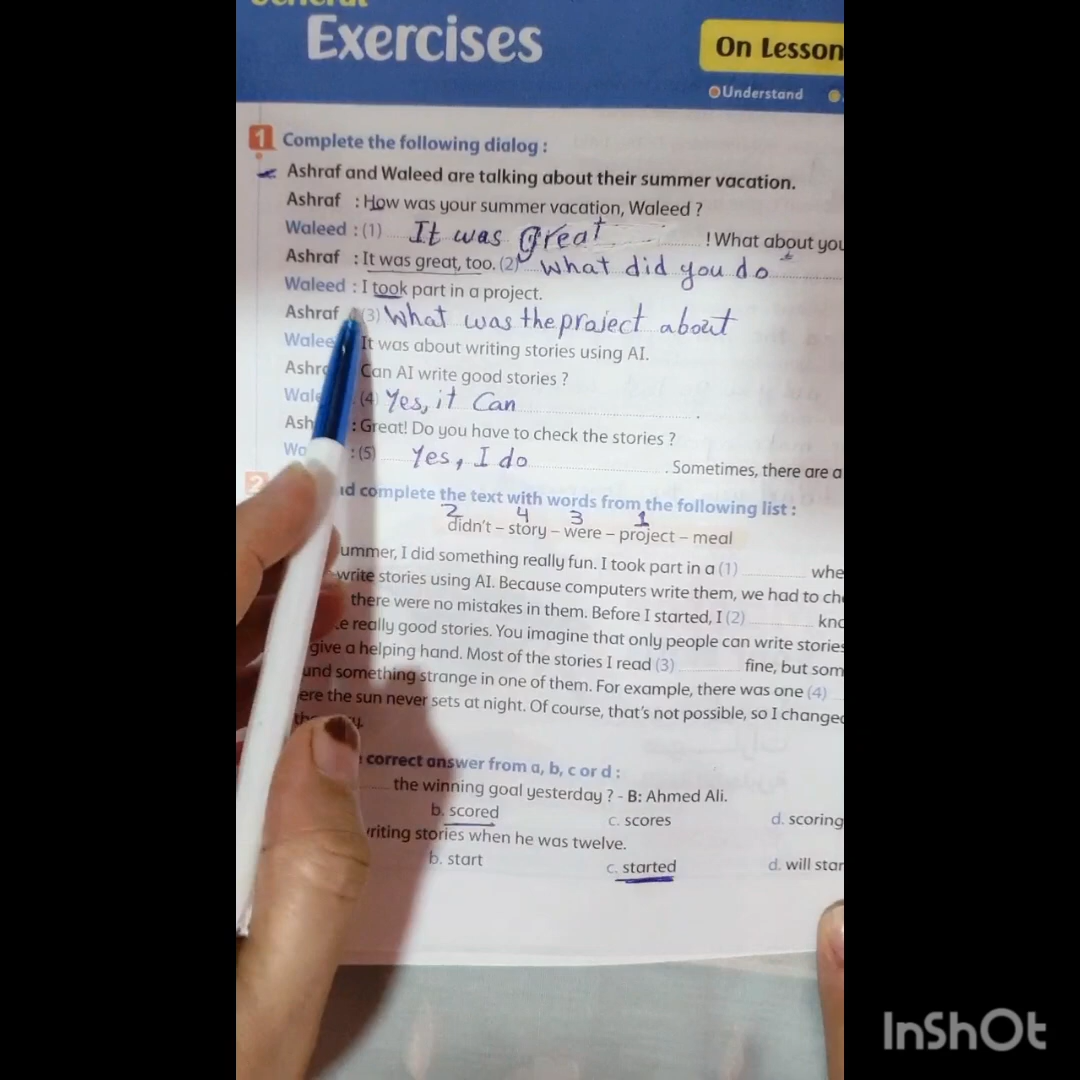 General
Exercises
On Lesson
Understand
1 Complete the following dialog :
Ashraf and Waleed are talking about their summer vacation.
Ashraf : How was your summer vacation, Waleed ?
Waleed : (1) It was great ! What about you
Ashraf : It was great, too. (2) What did you do
Waleed : I took part in a project.
Ashraf (3) What was the project about
It was about writing stories using AI.
Can AI write good stories ?
(4) Yes, it Can .
: Great! Do you have to check the stories ?
: (5) Yes, I do . Sometimes, there are a
2 complete the text with words from the following list :
2 4 3 1
didn't – story – were – project – meal
I did something really fun. I took part in a (1)
write stories using AI. Because computers write them, we had to
there were no mistakes in them. Before I started, I (2)
really good stories. You imagine that only people can write stories
give a helping hand. Most of the stories I read (3) fine, but
something strange in one of them. For example, there was one (4)
the sun never sets at night. Of course, that's not possible, so I changed
correct answer from a, b, c or d :
the winning goal yesterday ? - B: Ahmed Ali.
b. scored c. scores d. scoring
stories when he was twelve.
b. start c. started d. will
InShOt